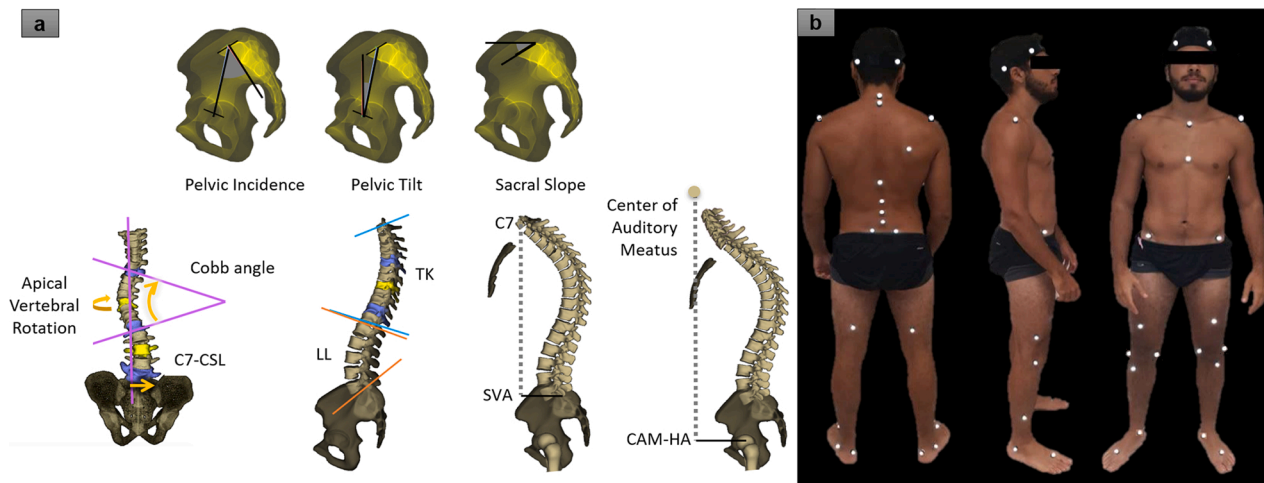 a
b
Pelvic Incidence
Pelvic Tilt
Sacral Slope
Cobb angle
Apical
Vertebral
Rotation
C7-CSL
TK
LL
C7
SVA
Center of
Auditory
Meatus
CAM-HA